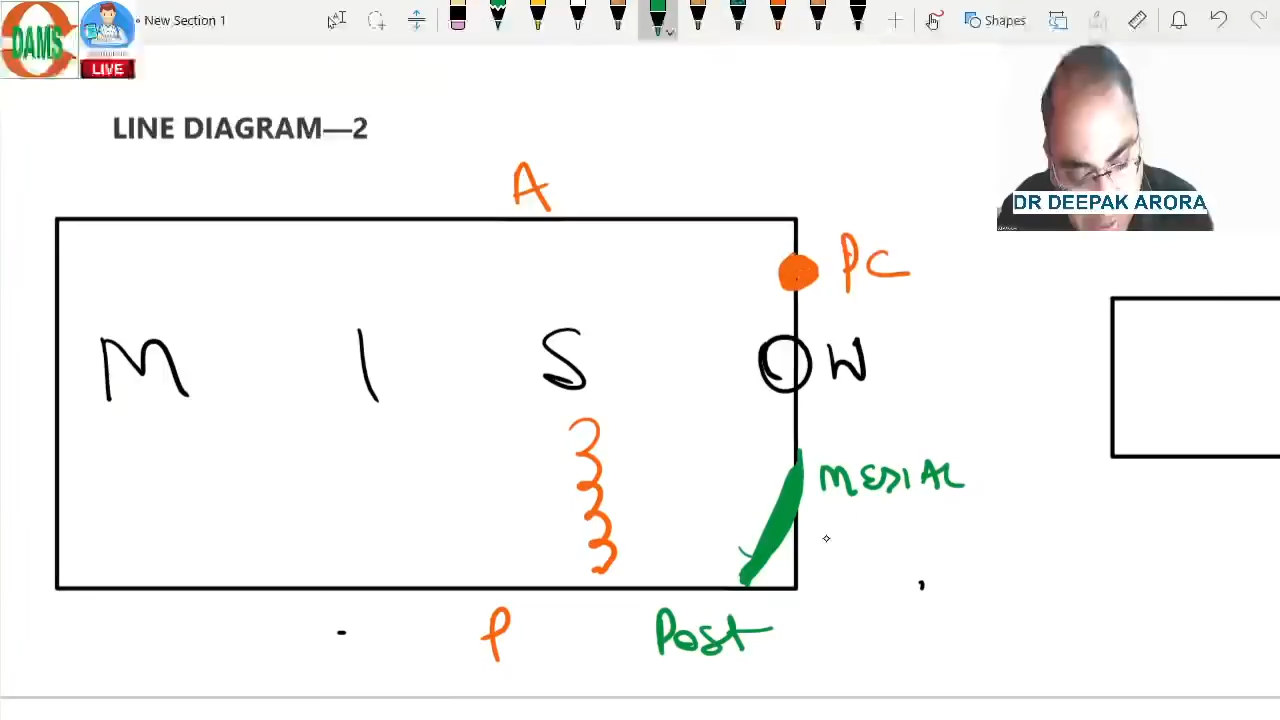 New Section 1
Shapes
DAMS
LIVE
LINE DIAGRAM—2
DR DEEPAK ARORA
A
PC
M I S O W
MEDIAL
P
Post